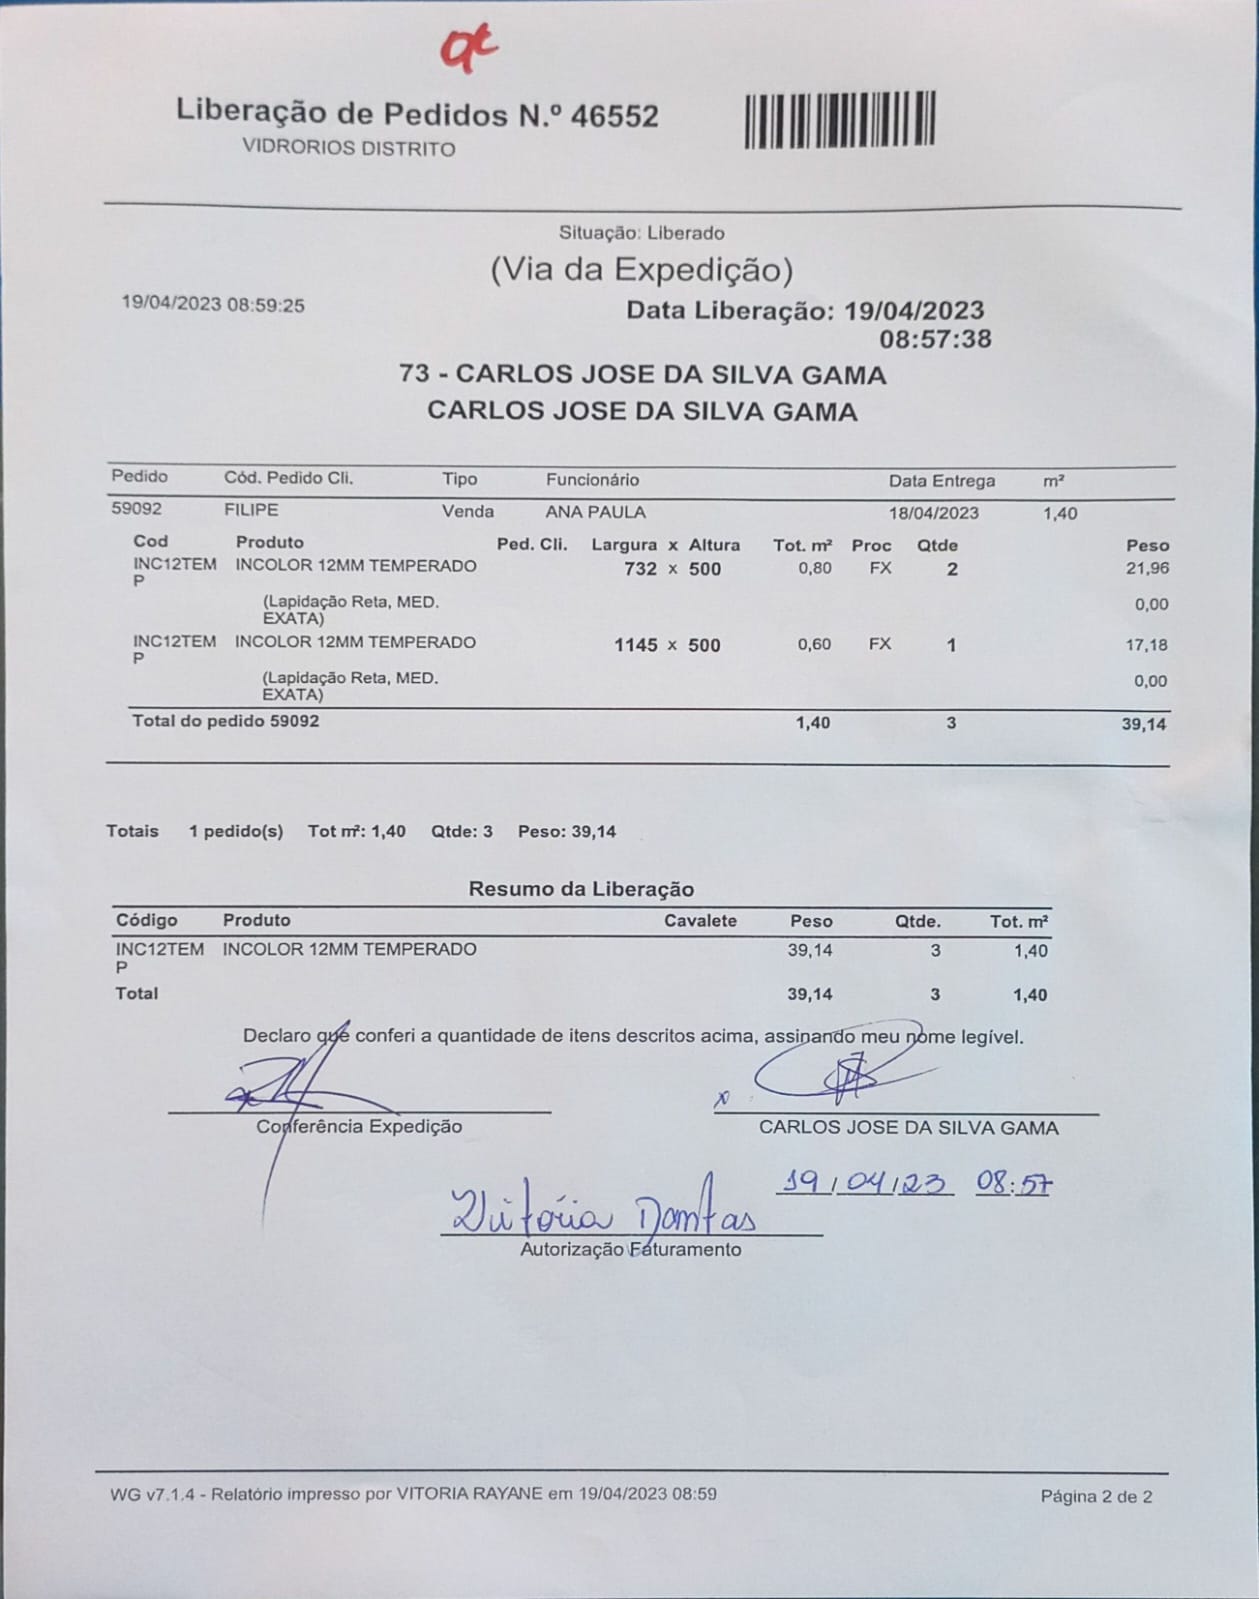 Liberação de Pedidos N.º 46552
VIDRORIOS DISTRITO
Situação: Liberado
(Via da Expedição)
19/04/2023 08:59:25
Data Liberação: 19/04/2023
08:57:38
73 - CARLOS JOSE DA SILVA GAMA
CARLOS JOSE DA SILVA GAMA
Pedido Cód. Pedido Cli. Tipo Funcionário Data Entrega m²
59092 FILIPE Venda ANA PAULA 18/04/2023 1,40
Cod Produto Ped. Cli. Largura x Altura Tot. m² Proc Qtde Peso
INC12TEM INCOLOR 12MM TEMPERADO 732 x 500 0,80 FX 2 21,96
P
(Lapidação Reta, MED. 0,00
EXATA)
INC12TEM INCOLOR 12MM TEMPERADO 1145 x 500 0,60 FX 1 17,18
P
(Lapidação Reta, MED. 0,00
EXATA)
Total do pedido 59092 1,40 3 39,14
Totais 1 pedido(s) Tot m²: 1,40 Qtde: 3 Peso: 39,14
Resumo da Liberação
Código Produto Cavalete Peso Qtde. Tot. m²
INC12TEM INCOLOR 12MM TEMPERADO 39,14 3 1,40
P
Total 39,14 3 1,40
Declaro que conferi a quantidade de itens descritos acima, assinando meu nome legível.
x
Conferência Expedição CARLOS JOSE DA SILVA GAMA
19/04/23 08:57
Vitória Dantas
Autorização Faturamento
WG v7.1.4 - Relatório impresso por VITORIA RAYANE em 19/04/2023 08:59 Página 2 de 2